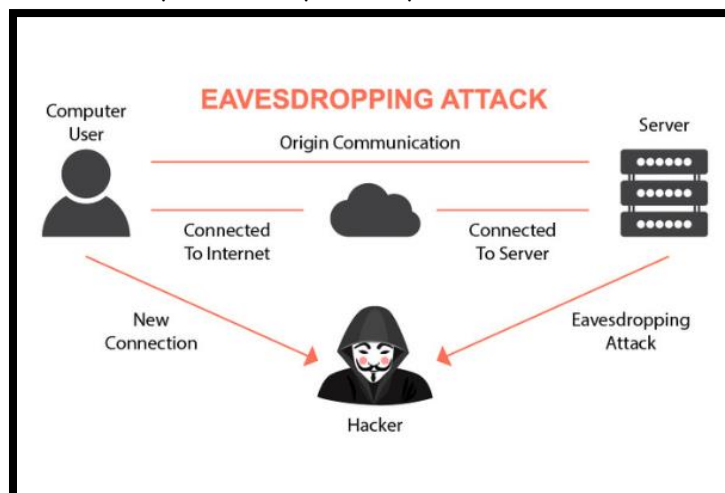 EAVESDROPPING ATTACK
Computer
User
Origin Communication
Server
Connected
To Internet
Connected
To Server
New
Connection
Eavesdropping
Attack
Hacker